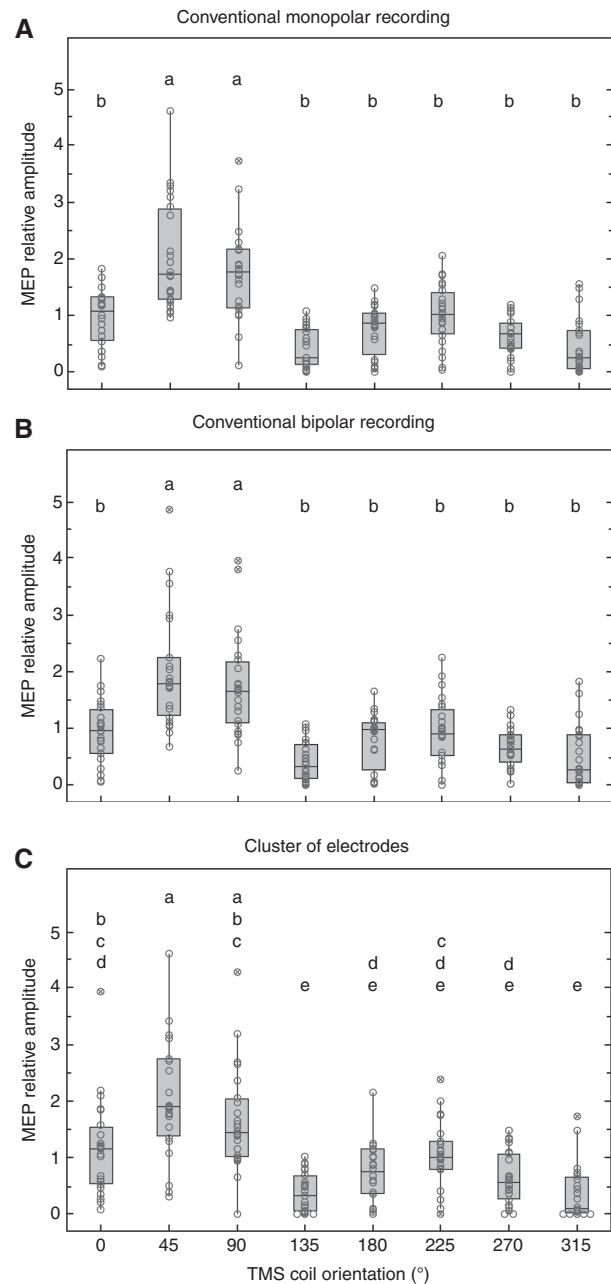 A
Conventional monopolar recording
MEP relative amplitude
5
4
3
2
1
0
a a
b b b b b b
B
Conventional bipolar recording
MEP relative amplitude
5
4
3
2
1
0
a a
b b b b b b
C
Cluster of electrodes
MEP relative amplitude
5
4
3
2
1
0
a a
b b
c c c
d d d d
e e e e e
0 45 90 135 180 225 270 315
TMS coil orientation (°)